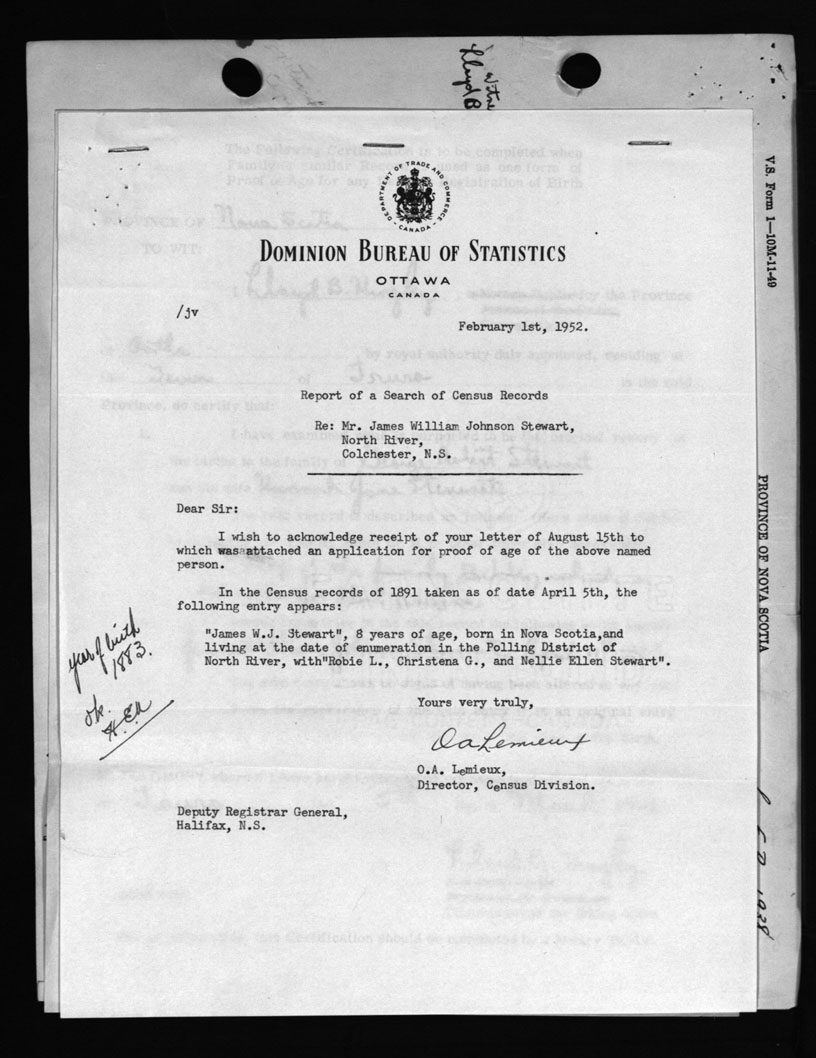 Witne
Lloyd B
V.S. Form 1—10M-11-49
PROVINCE OF NOVA SCOTIA
DEPARTMENT OF TRADE AND COMMERCE
- CANADA -
DOMINION BUREAU OF STATISTICS
OTTAWA
CANADA
/jv
February 1st, 1952.
Report of a Search of Census Records
Re: Mr. James William Johnson Stewart,
North River,
Colchester, N.S.
Dear Sir:
I wish to acknowledge receipt of your letter of August 15th to
which was attached an application for proof of age of the above named
person.
In the Census records of 1891 taken as of date April 5th, the
following entry appears:
"James W.J. Stewart", 8 years of age, born in Nova Scotia,and
living at the date of enumeration in the Polling District of
North River, with"Robie L., Christena G., and Nellie Ellen Stewart".
year of birth
1883.
ok.
Yours very truly,
OaLemieux
O.A. Lemieux,
Director, Census Division.
Deputy Registrar General,
Halifax, N.S.